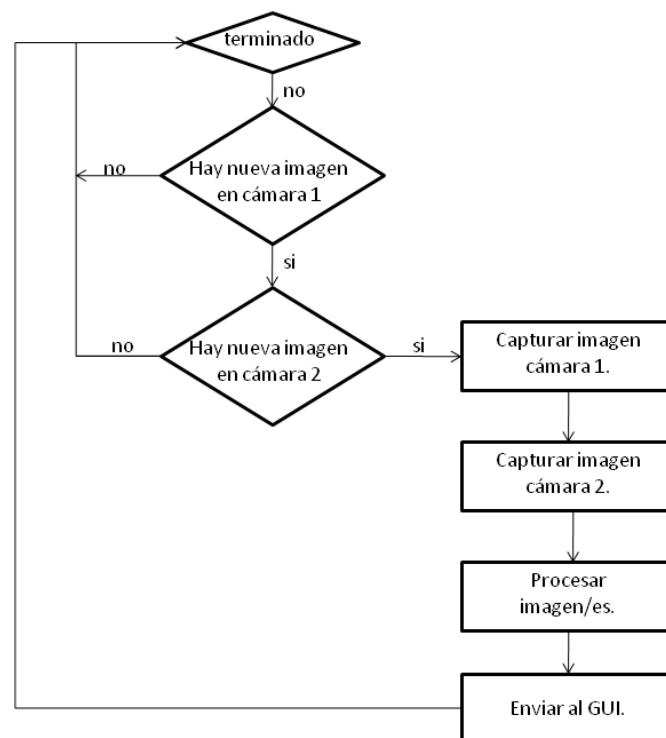 terminado
no
Hay nueva imagen
en cámara 1
no
si
Hay nueva imagen
en cámara 2
no
si
Capturar imagen
cámara 1.
Capturar imagen
cámara 2.
Procesar
imagen/es.
Enviar al GUI.